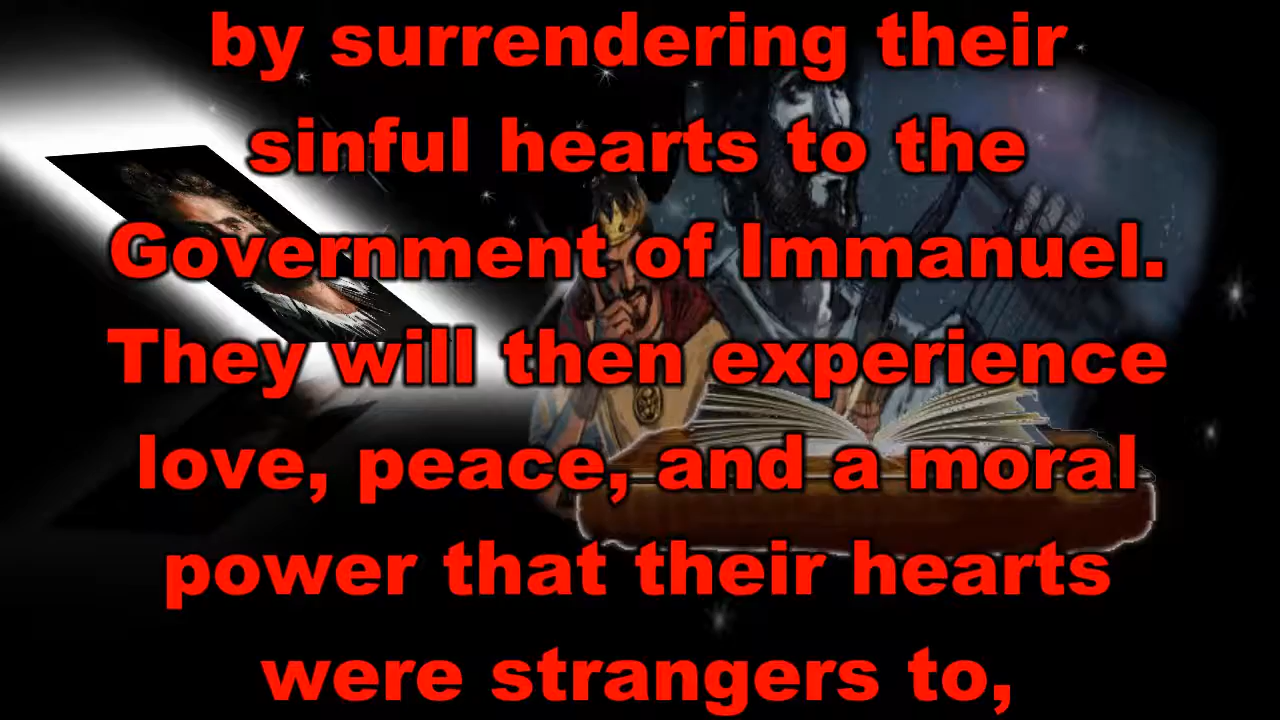 by surrendering their
sinful hearts to the
Government of Immanuel.
They will then experience
love, peace, and a moral
power that their hearts
were strangers to,